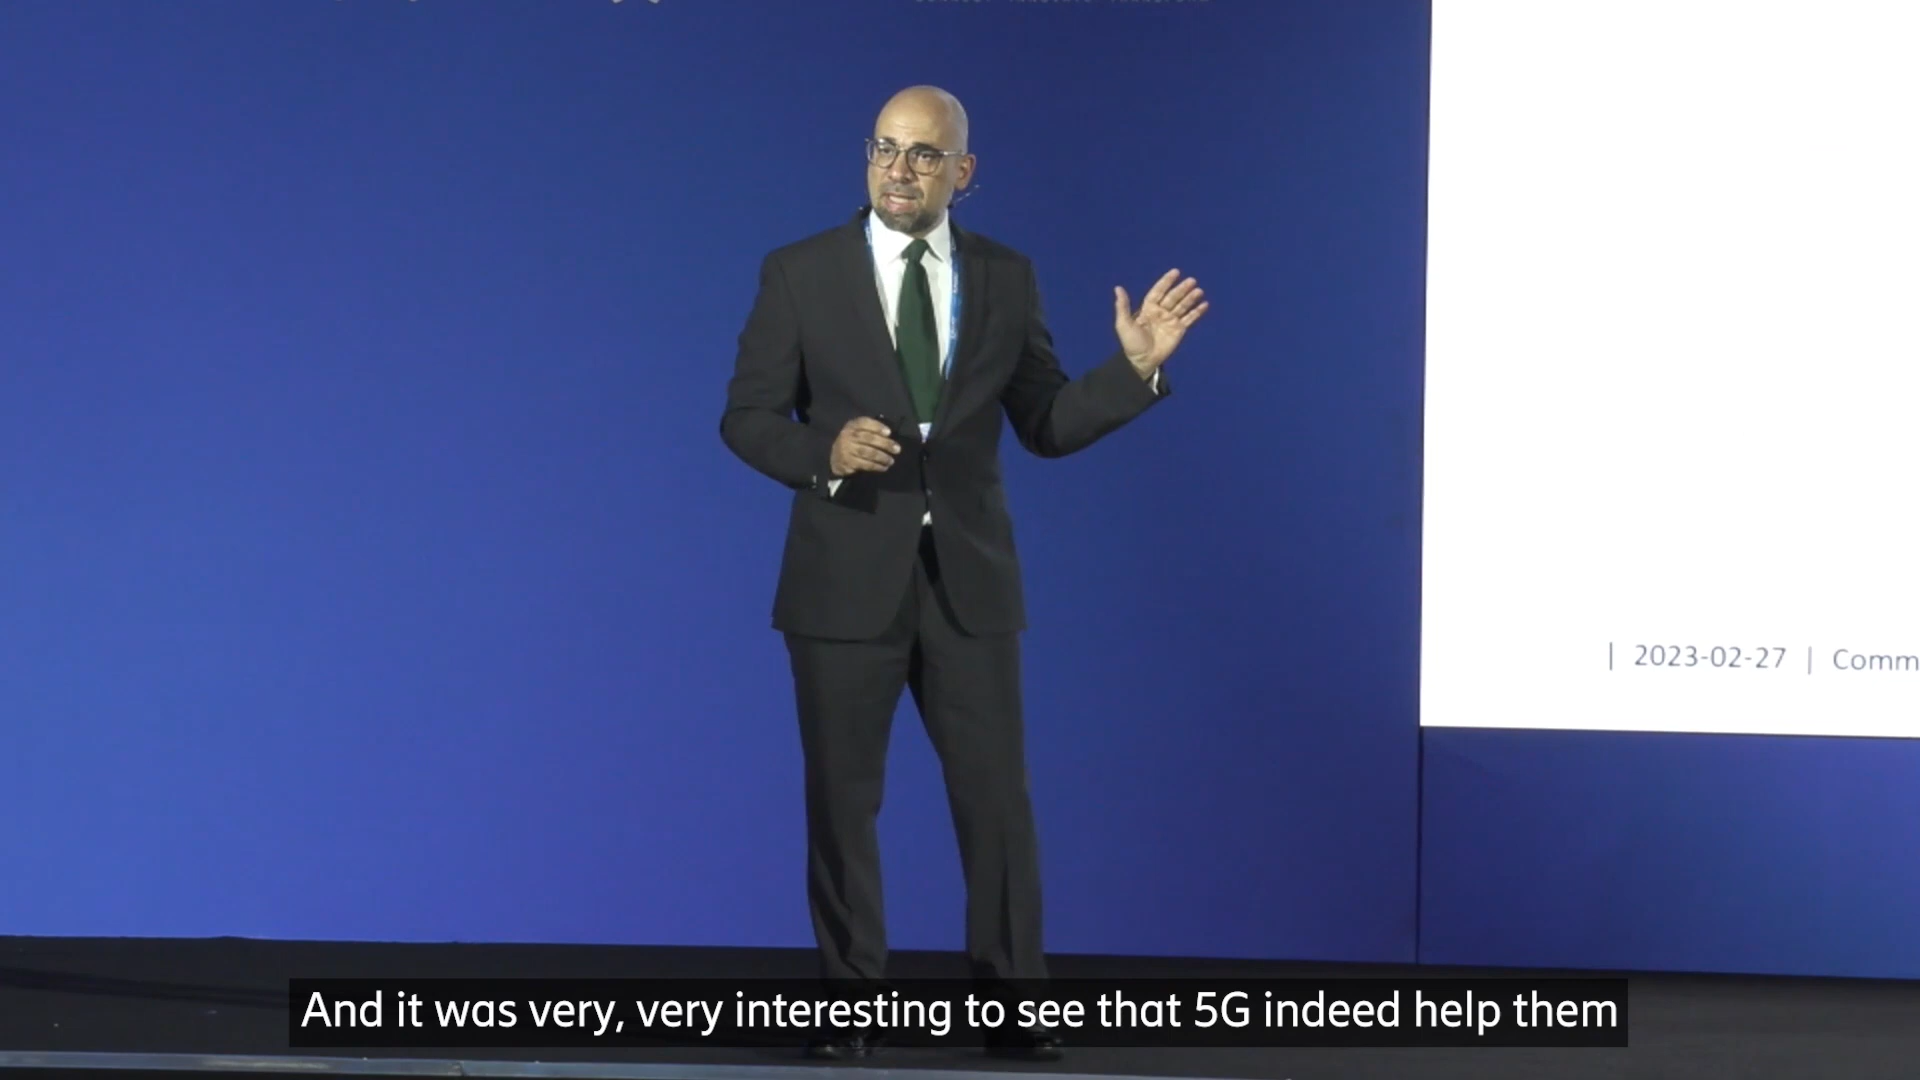 | 2023-02-27 | Comm
And it was very, very interesting to see that 5G indeed help them